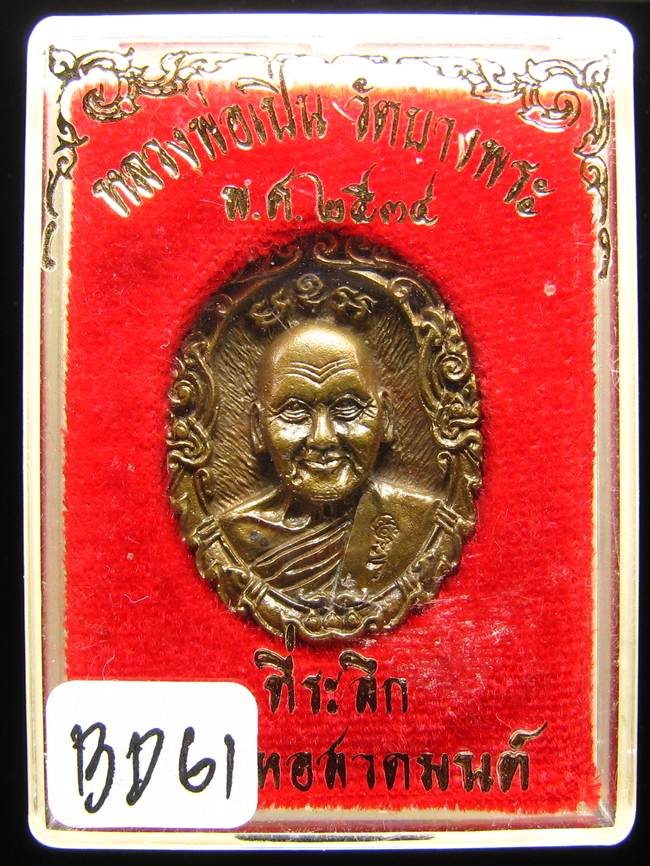 หลวงพ่อเปิ่น วัดบางพระ
พ.ศ. ๒๕๓๔
ที่ระลึก
หอสวดมนต์
BD61